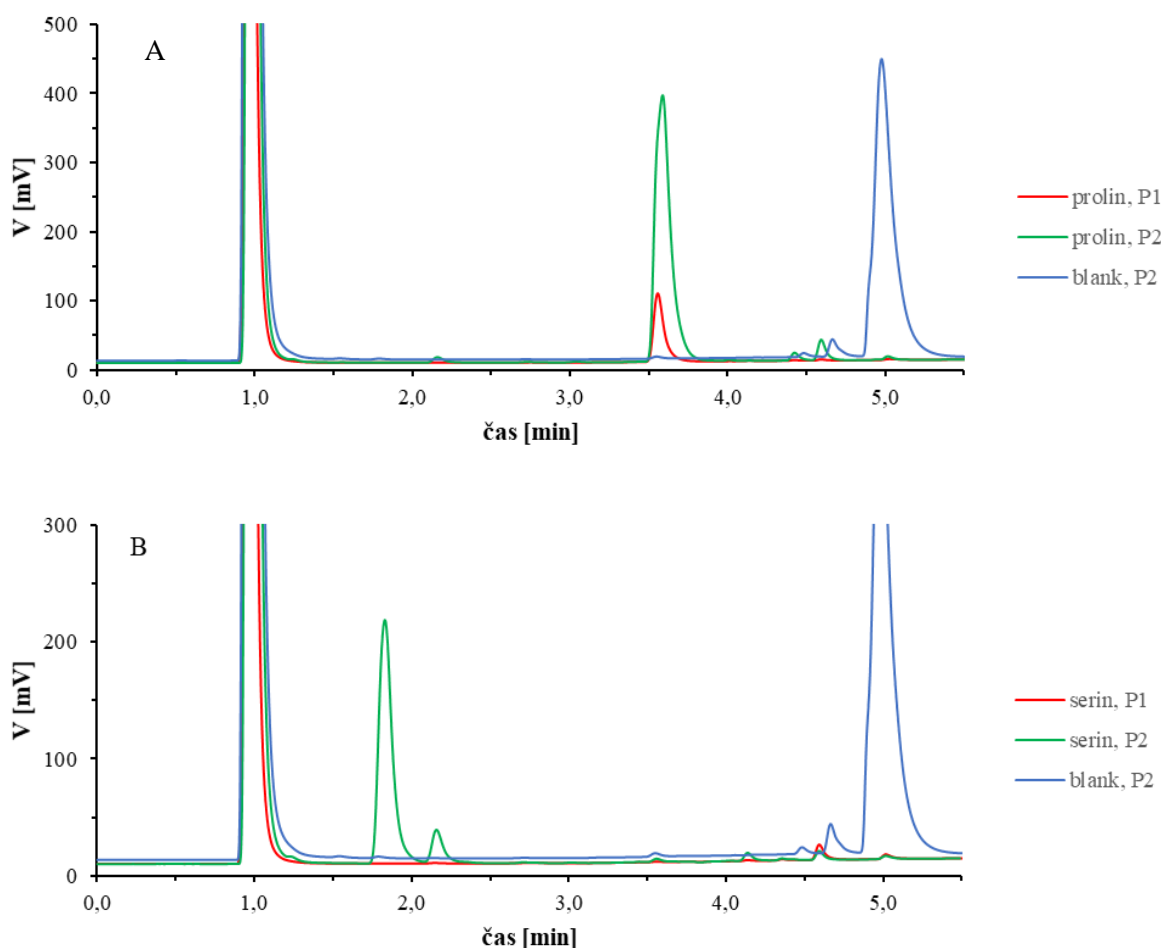 A
500
400
300
200
100
0
V [mV]
0,0 1,0 2,0 3,0 4,0 5,0
čas [min]
prolin, P1
prolin, P2
blank, P2
B
300
200
100
0
V [mV]
0,0 1,0 2,0 3,0 4,0 5,0
čas [min]
serin, P1
serin, P2
blank, P2